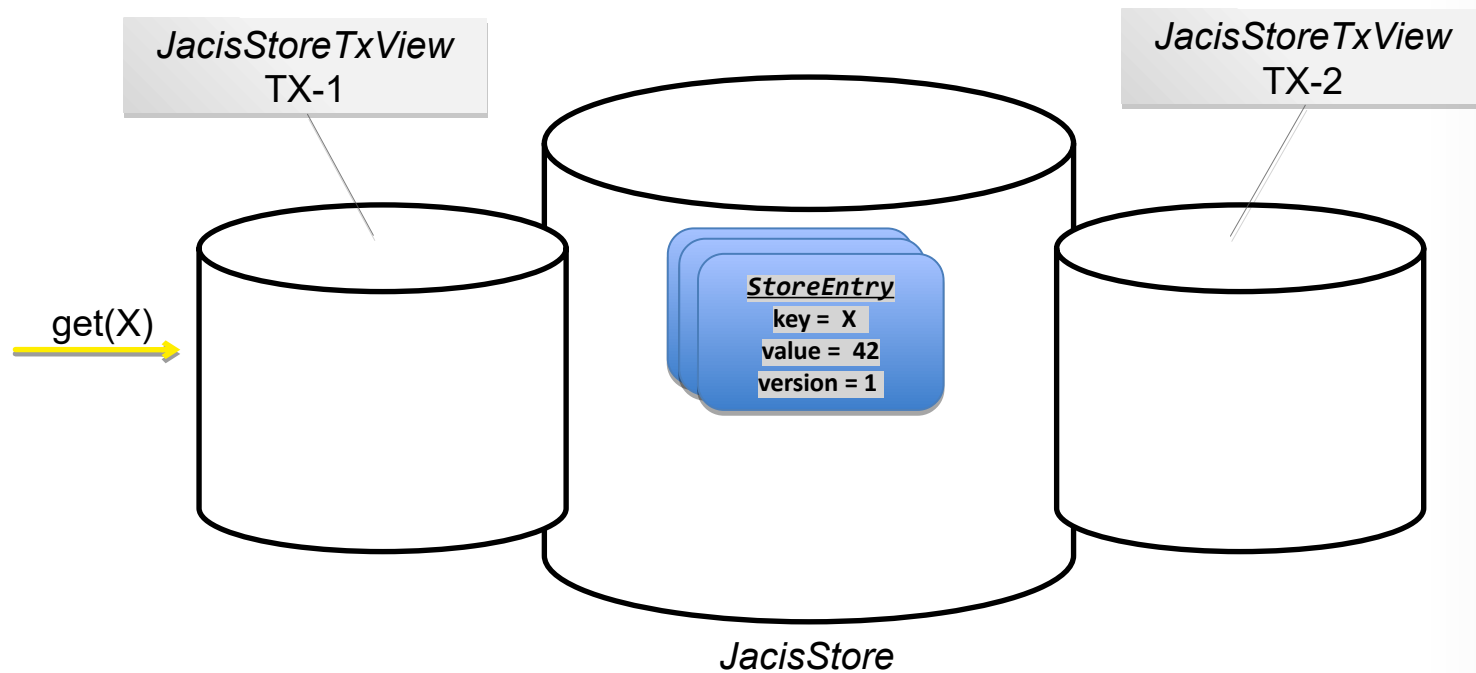 JacisStoreTxView
TX-1
JacisStoreTxView
TX-2
StoreEntry
key = X
value = 42
version = 1
get(X)
JacisStore